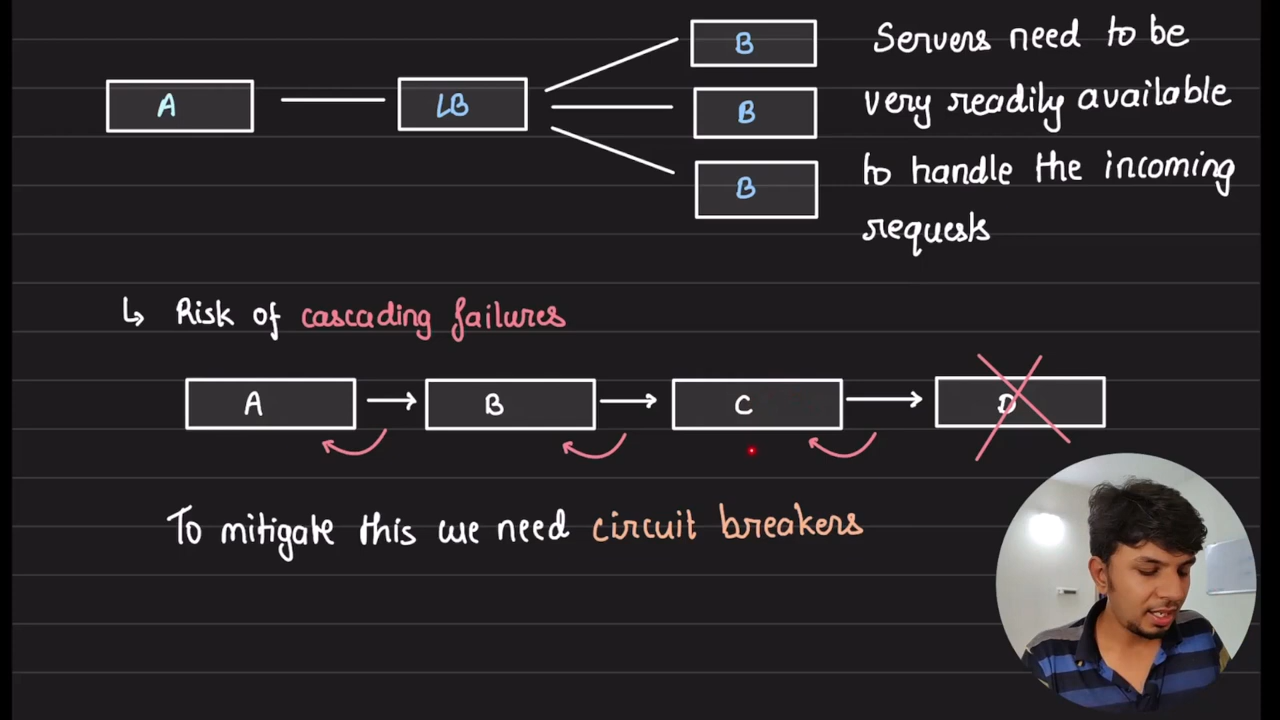 A
LB
B
B
B
Servers need to be
very readily available
to handle the incoming
requests
↳ Risk of cascading failures
A → B → C → D
To mitigate this we need circuit breakers